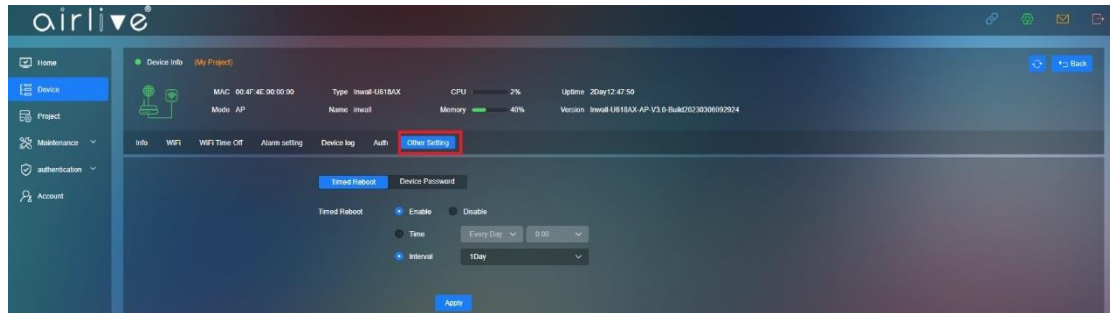 airlive®
Home
Device
Project
Maintenance
authentication
Account
Device Info (My Project)
Back
MAC 00:4F:4E:00:00:00 Type Inwall-U618AX CPU 2% Uptime 2Day12:47:50
Mode AP Name inwall Memory 40% Version Inwall-U618AX-AP-V3.0-Build20230306092924
Info WiFi WiFi Time Off Alarm setting Device log Auth Other Setting
Timed Reboot Device Password
Timed Reboot Enable Disable
Time Every Day 0:00
Interval 1Day
Apply